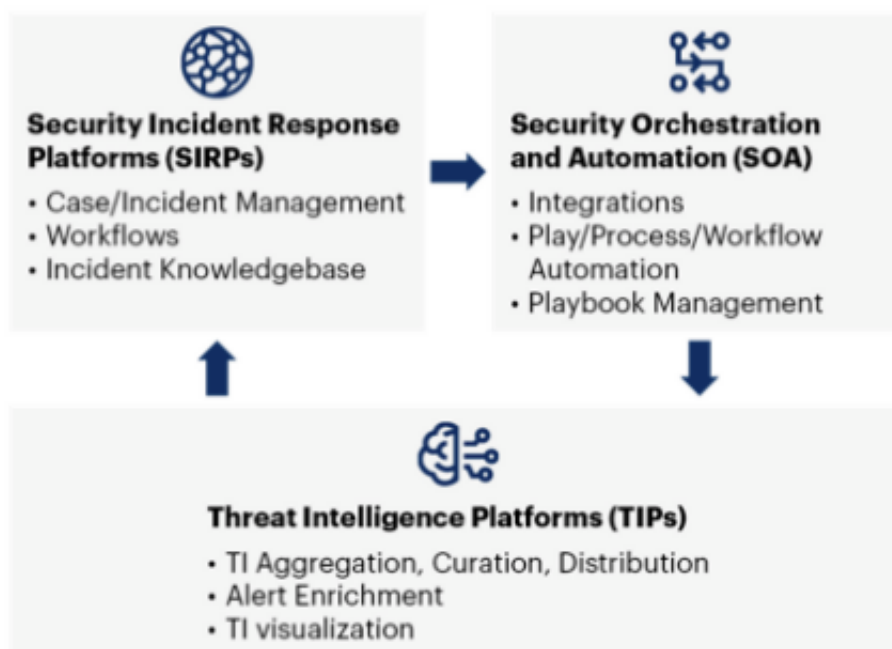 Security Incident Response
Platforms (SIRPs)
• Case/Incident Management
• Workflows
• Incident Knowledgebase
Security Orchestration
and Automation (SOA)
• Integrations
• Play/Process/Workflow
Automation
• Playbook Management
Threat Intelligence Platforms (TIPs)
• TI Aggregation, Curation, Distribution
• Alert Enrichment
• TI visualization